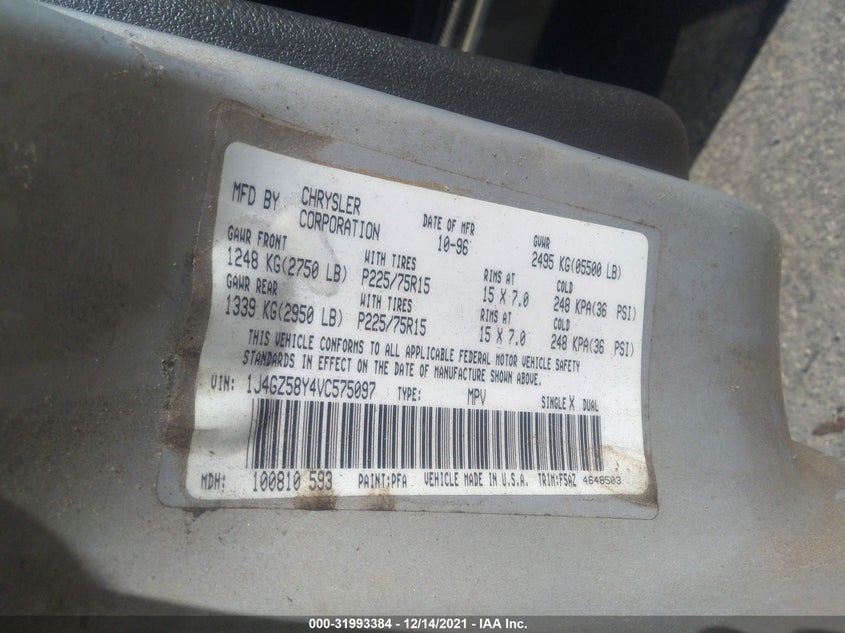 MFD BY CHRYSLER CORPORATION DATE OF MFR 10-96 GVWR 2495 KG(05500 LB)
GAWR FRONT WITH TIRES RIMS AT COLD
1248 KG(2750 LB) P225/75R15 15 X 7.0 248 KPA(36 PSI)
GAWR REAR WITH TIRES RIMS AT COLD
1339 KG(2950 LB) P225/75R15 15 X 7.0 248 KPA(36 PSI)
THIS VEHICLE CONFORMS TO ALL APPLICABLE FEDERAL MOTOR VEHICLE SAFETY
STANDARDS IN EFFECT ON THE DATE OF MANUFACTURE SHOWN ABOVE.
VIN: 1J4GZ58Y4VC575097 TYPE: MPV SINGLE X DUAL
MDH: 100810 593 PAINT:PFA VEHICLE MADE IN U.S.A. TRIM:F5AZ 4648503
000-31993384 - 12/14/2021 - IAA Inc.